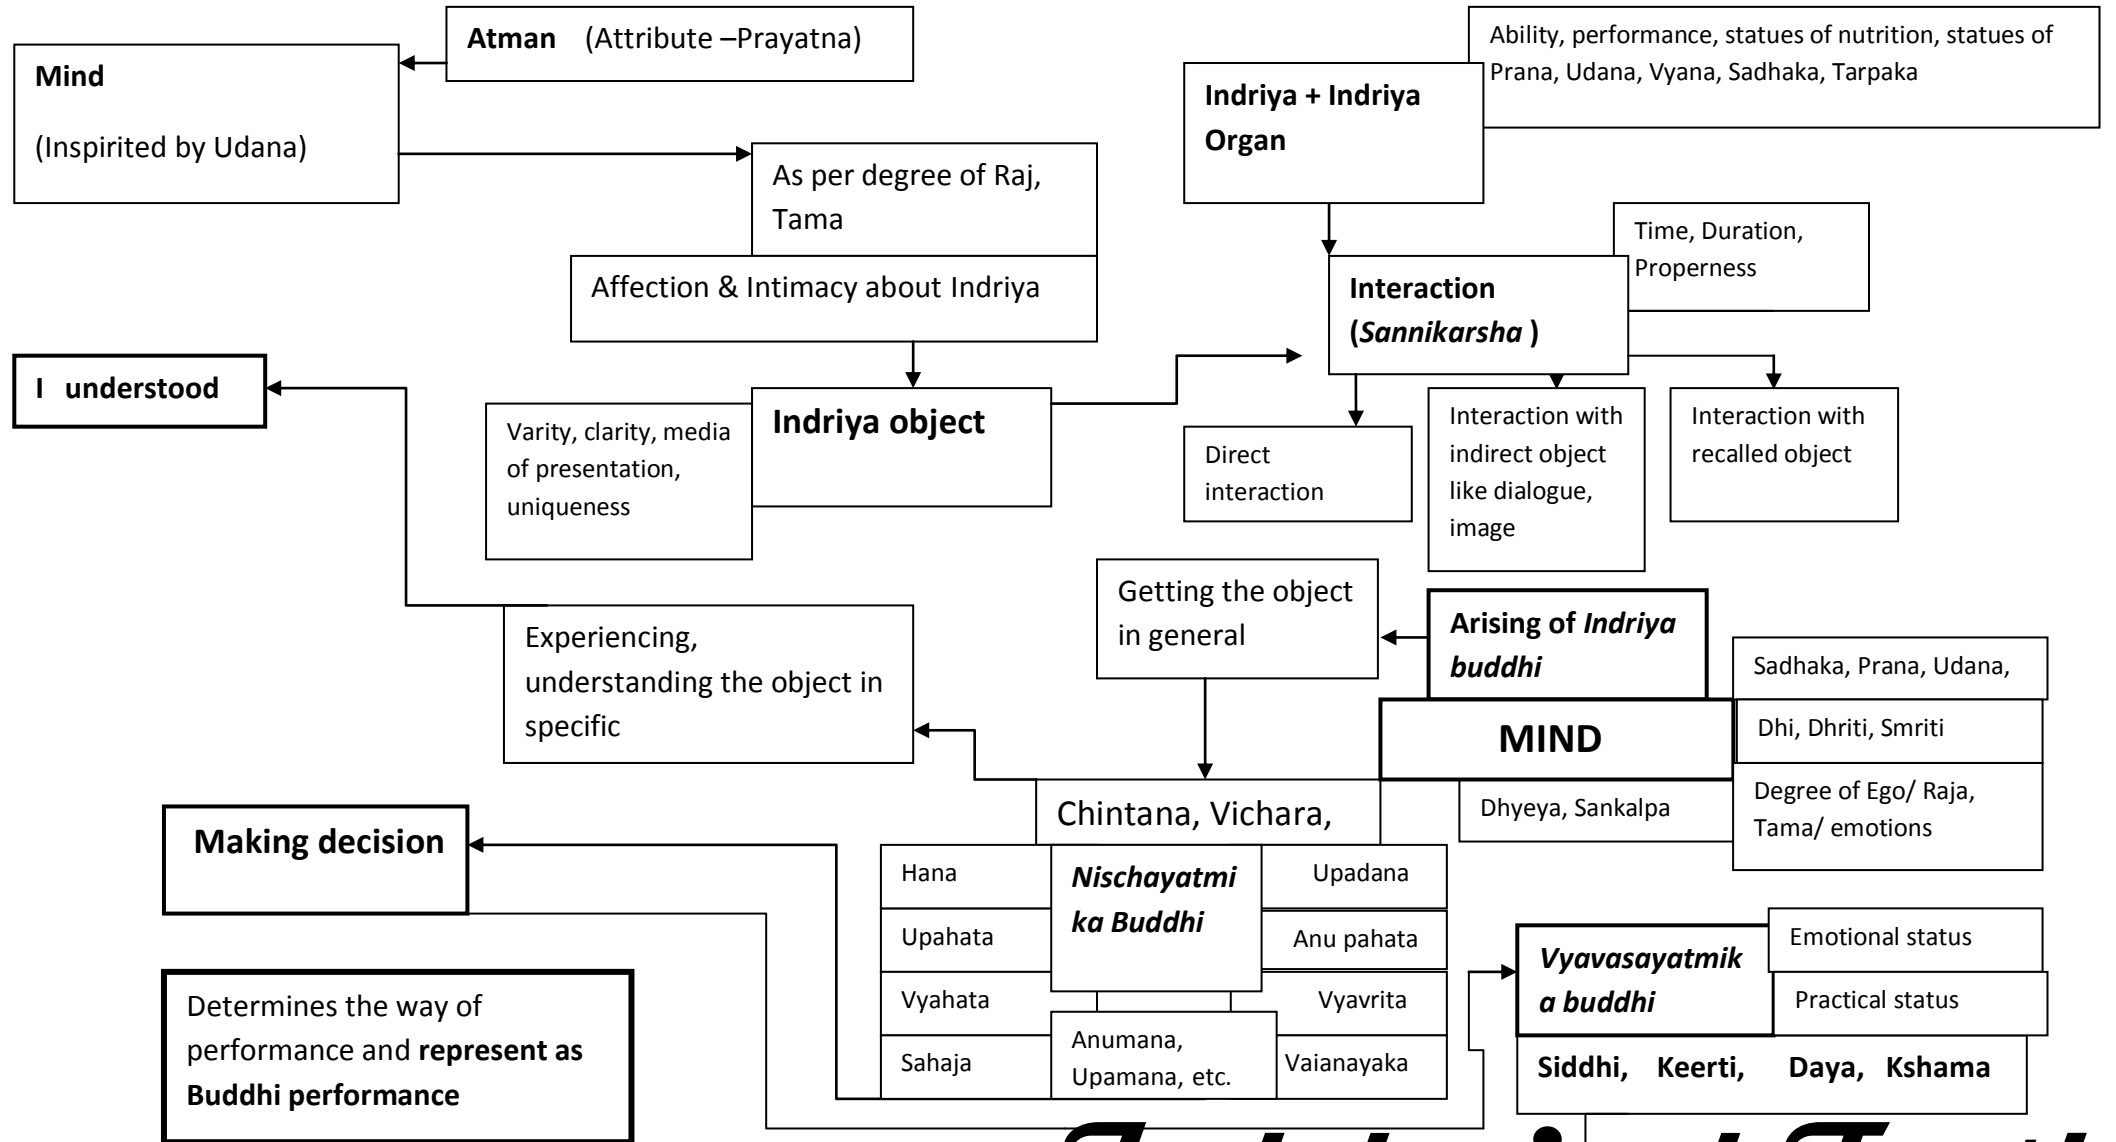 Atman (Attribute –Prayatna)
Mind
(Inspirited by Udana)
As per degree of Raj,
Tama
Affection & Intimacy about Indriya
Indriya object
Varity, clarity, media
of presentation,
uniqueness
Ability, performance, statues of nutrition, statues of
Prana, Udana, Vyana, Sadhaka, Tarpaka
Indriya + Indriya
Organ
Time, Duration,
Properness
Interaction
(Sannikarsha )
Direct
interaction
Interaction with
indirect object
like dialogue,
image
Interaction with
recalled object
I understood
Experiencing,
understanding the object in
specific
Getting the object
in general
Arising of Indriya
buddhi
MIND
Sadhaka, Prana, Udana,
Dhi, Dhriti, Smriti
Degree of Ego/ Raja,
Tama/ emotions
Dhyeya, Sankalpa
Chintana, Vichara,
Making decision
Hana
Upahata
Vyahata
Sahaja
Nischayatmi
ka Buddhi
Anumana,
Upamana, etc.
Upadana
Anu pahata
Vyavrita
Vaianayaka
Vyavasayatmik
a buddhi
Emotional status
Practical status
Siddhi, Keerti, Daya, Kshama
Determines the way of
performance and represent as
Buddhi performance